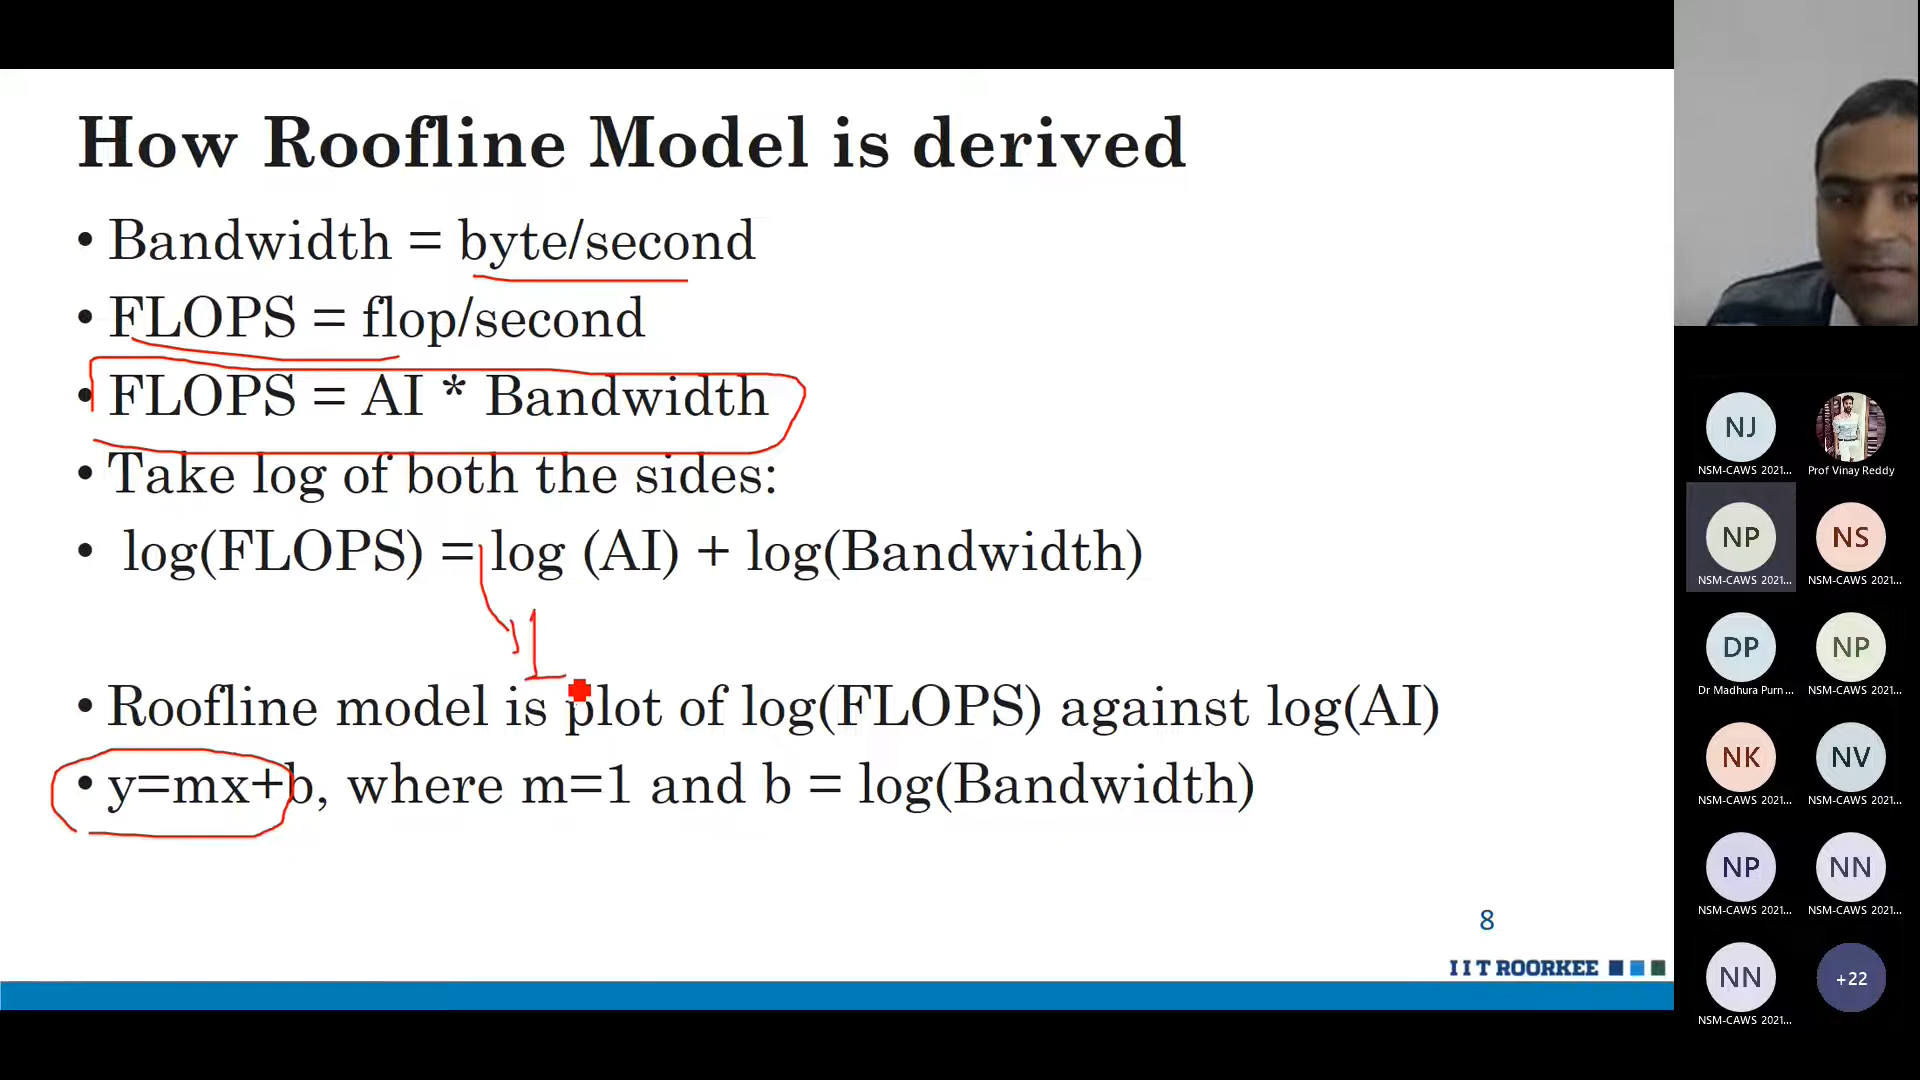 How Roofline Model is derived
• Bandwidth = byte/second
• FLOPS = flop/second
• FLOPS = AI * Bandwidth
• Take log of both the sides:
• log(FLOPS) = log (AI) + log(Bandwidth)
1
• Roofline model is plot of log(FLOPS) against log(AI)
• y=mx+b, where m=1 and b = log(Bandwidth)
8
IIT ROORKEE
NJ
NSM-CAWS 2021...
Prof Vinay Reddy
NP
NSM-CAWS 2021...
NS
NSM-CAWS 2021...
DP
Dr Madhura Purn...
NP
NSM-CAWS 2021...
NK
NSM-CAWS 2021...
NV
NSM-CAWS 2021...
NP
NSM-CAWS 2021...
NN
NSM-CAWS 2021...
NN
NSM-CAWS 2021...
+22